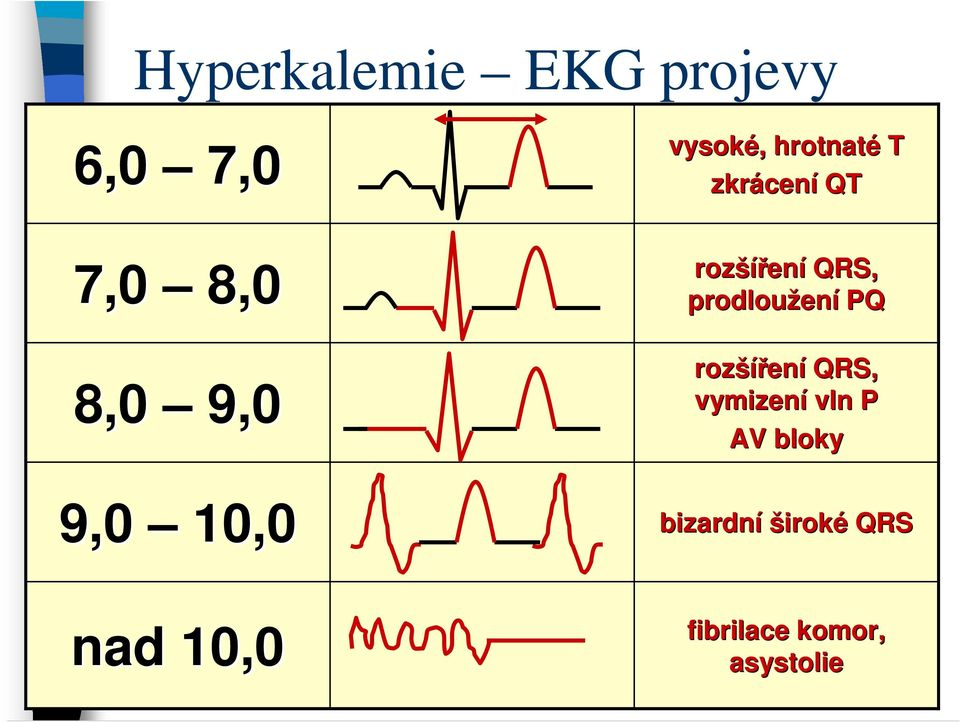 Hyperkalemie – EKG projevy
6,0 – 7,0
vysoké, hrotnaté T
zkrácení QT
7,0 – 8,0
rozšíření QRS,
prodloužení PQ
8,0 – 9,0
rozšíření QRS,
vymizení vln P
AV bloky
9,0 – 10,0
bizardní široké QRS
nad 10,0
fibrilace komor,
asystolie